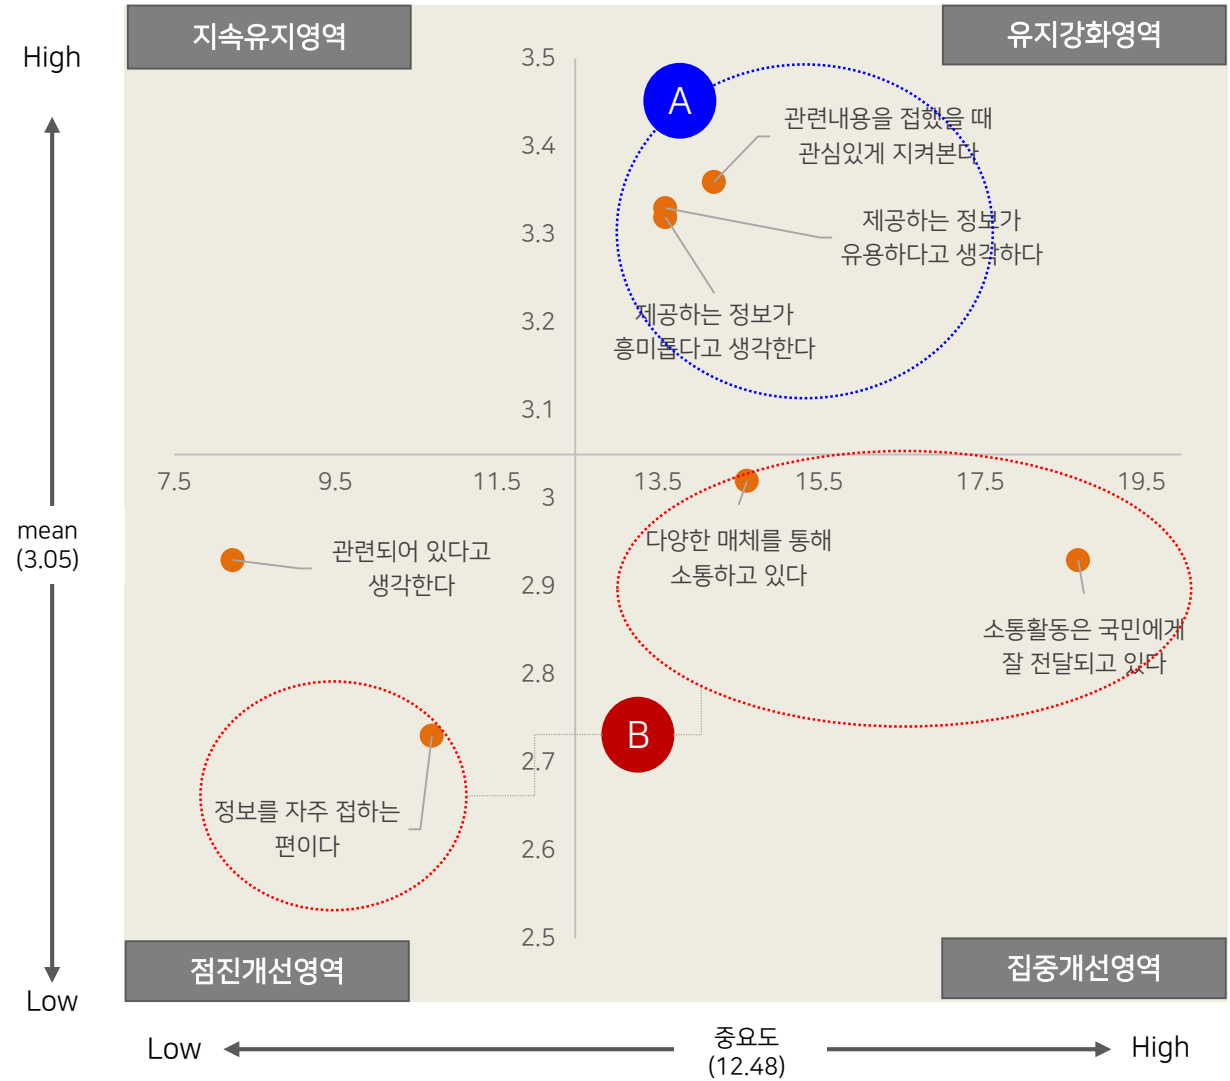 지속유지영역
유지강화영역
High
3.5
A
관련내용을 접했을 때
관심있게 지켜본다
3.4
제공하는 정보가
유용하다고 생각하다
3.3
제공하는 정보가
흥미롭다고 생각한다
3.2
3.1
7.5
9.5
11.5
13.5
15.5
17.5
19.5
3
mean
(3.05)
관련되어 있다고
생각한다
다양한 매체를 통해
소통하고 있다
2.9
소통활동은 국민에게
잘 전달되고 있다
2.8
B
2.7
정보를 자주 접하는
편이다
2.6
2.5
점진개선영역
집중개선영역
Low
Low
중요도
(12.48)
High